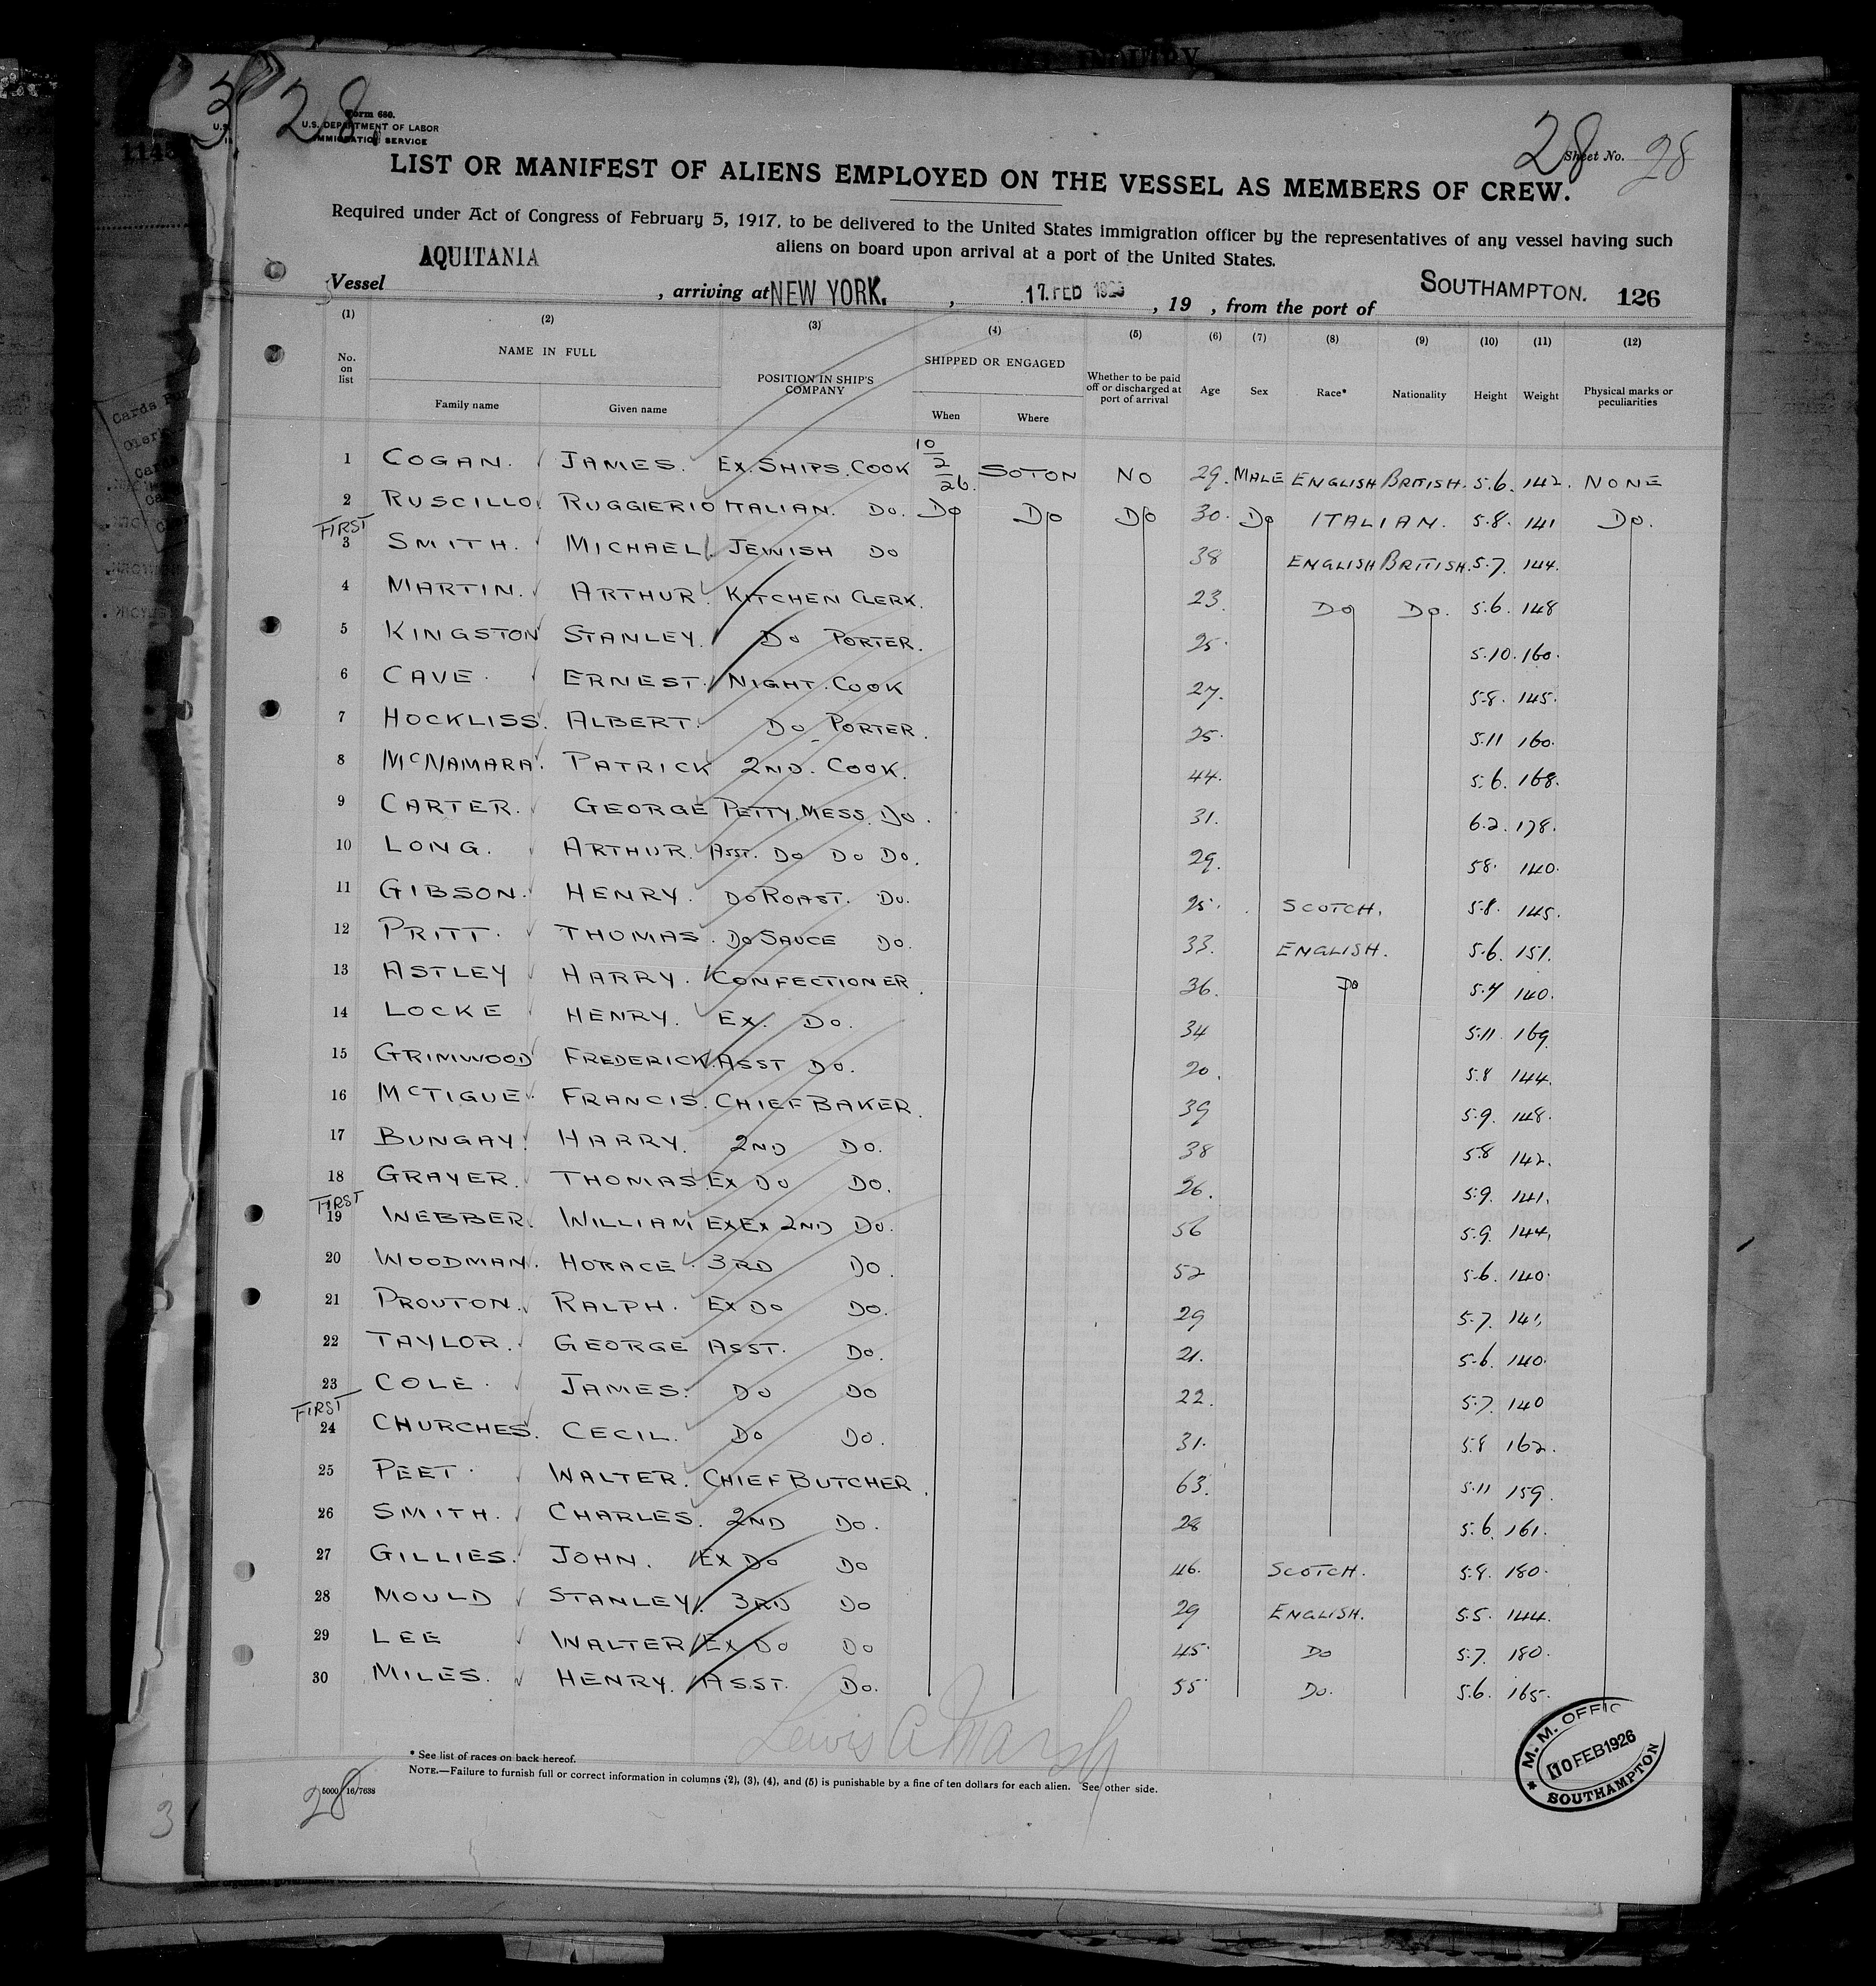 INQUIRY
28
28
Form 680.
U.S. DEPARTMENT OF LABOR
IMMIGRATION SERVICE
Sheet No. 28
LIST OR MANIFEST OF ALIENS EMPLOYED ON THE VESSEL AS MEMBERS OF CREW.
Required under Act of Congress of February 5, 1917, to be delivered to the United States immigration officer by the representatives of any vessel having such
aliens on board upon arrival at a port of the United States.
Vessel AQUITANIA, arriving at NEW YORK., 17. FEB 1926, 19 , from the port of SOUTHAMPTON. 126
(1) (2) (3) (4) (5) (6) (7) (8) (9) (10) (11) (12)
No. on list NAME IN FULL POSITION IN SHIP'S COMPANY SHIPPED OR ENGAGED Whether to be paid off or discharged at port of arrival Age Sex Race* Nationality Height Weight Physical marks or peculiarities
Family name Given name When Where
1 COGAN. JAMES. EX. SHIPS. COOK 10/2/26. SOTON NO 29. MALE ENGLISH BRITISH. 5.6. 142. NONE
2 RUSCILLO. RUGGIERIO ITALIAN. DO. DO DO DO 30. DO ITALIAN. 5.8. 141 DO.
FIRST
3 SMITH. MICHAEL. JEWISH DO 38 ENGLISH BRITISH. 5.7. 144.
4 MARTIN. ARTHUR. KITCHEN CLERK. 23. DO DO. 5.6. 148
5 KINGSTON STANLEY. DO PORTER. 25. 5.10. 160.
6 CAVE. ERNEST. NIGHT. COOK 27. 5.8. 145.
7 HOCKLISS. ALBERT. DO PORTER. 25. 5.11 160.
8 McNAMARA. PATRICK 2ND. COOK. 44. 5.6. 168.
9 CARTER. GEORGE PETTY. MESS. DO. 31. 6.2. 178.
10 LONG. ARTHUR. ASST. DO DO DO. 29. 5.8. 140.
11 GIBSON. HENRY. DO ROAST. DO. 25. SCOTCH. 5.8. 145.
12 PRITT. THOMAS. DO SAUCE DO. 33. ENGLISH. 5.6. 151.
13 ASTLEY HARRY. CONFECTIONER. 36. DO 5.4 140.
14 LOCKE HENRY. EX. DO. 34 5.11. 169.
15 GRIMWOOD FREDERICK. ASST DO. 20. 5.8 144.
16 McTIGUE. FRANCIS. CHIEF BAKER. 39 5.9. 148.
17 BUNGAY. HARRY. 2ND DO. 38 5.8 142.
18 GRAYER. THOMAS. EX DO DO. 26. 5.9. 141.
FIRST
19 WEBBER. WILLIAM EX EX 2ND DO. 56 5.9. 144.
20 WOODMAN. HORACE. 3RD DO. 52 5.6. 140.
21 PROUTON. RALPH. EX DO DO. 29 5.7. 141.
22 TAYLOR. GEORGE ASST. DO. 21. 5.6. 140.
23 COLE. JAMES. DO DO 22. 5.7. 140
FIRST
24 CHURCHES. CECIL. DO DO. 31. 5.8 162.
25 PEET. WALTER. CHIEF BUTCHER. 63. 5.11 159.
26 SMITH. CHARLES. 2ND DO. 28 5.6. 161.
27 GILLIES. JOHN. EX DO DO 46. SCOTCH. 5.8. 180.
28 MOULD STANLEY. 3RD DO 29 ENGLISH. 5.5. 144.
29 LEE WALTER EX DO DO 45. DO 5.7. 180.
30 MILES. HENRY. ASST. DO. 55 DO. 5.6. 165.
Lewis A Marsh
* See list of races on back hereof.
NOTE.—Failure to furnish full or correct information in columns (2), (3), (4), and (5) is punishable by a fine of ten dollars for each alien. See other side.
5000 16/7638
28
3
M. M. OFFIC
10 FEB 1926
SOUTHAMPTON